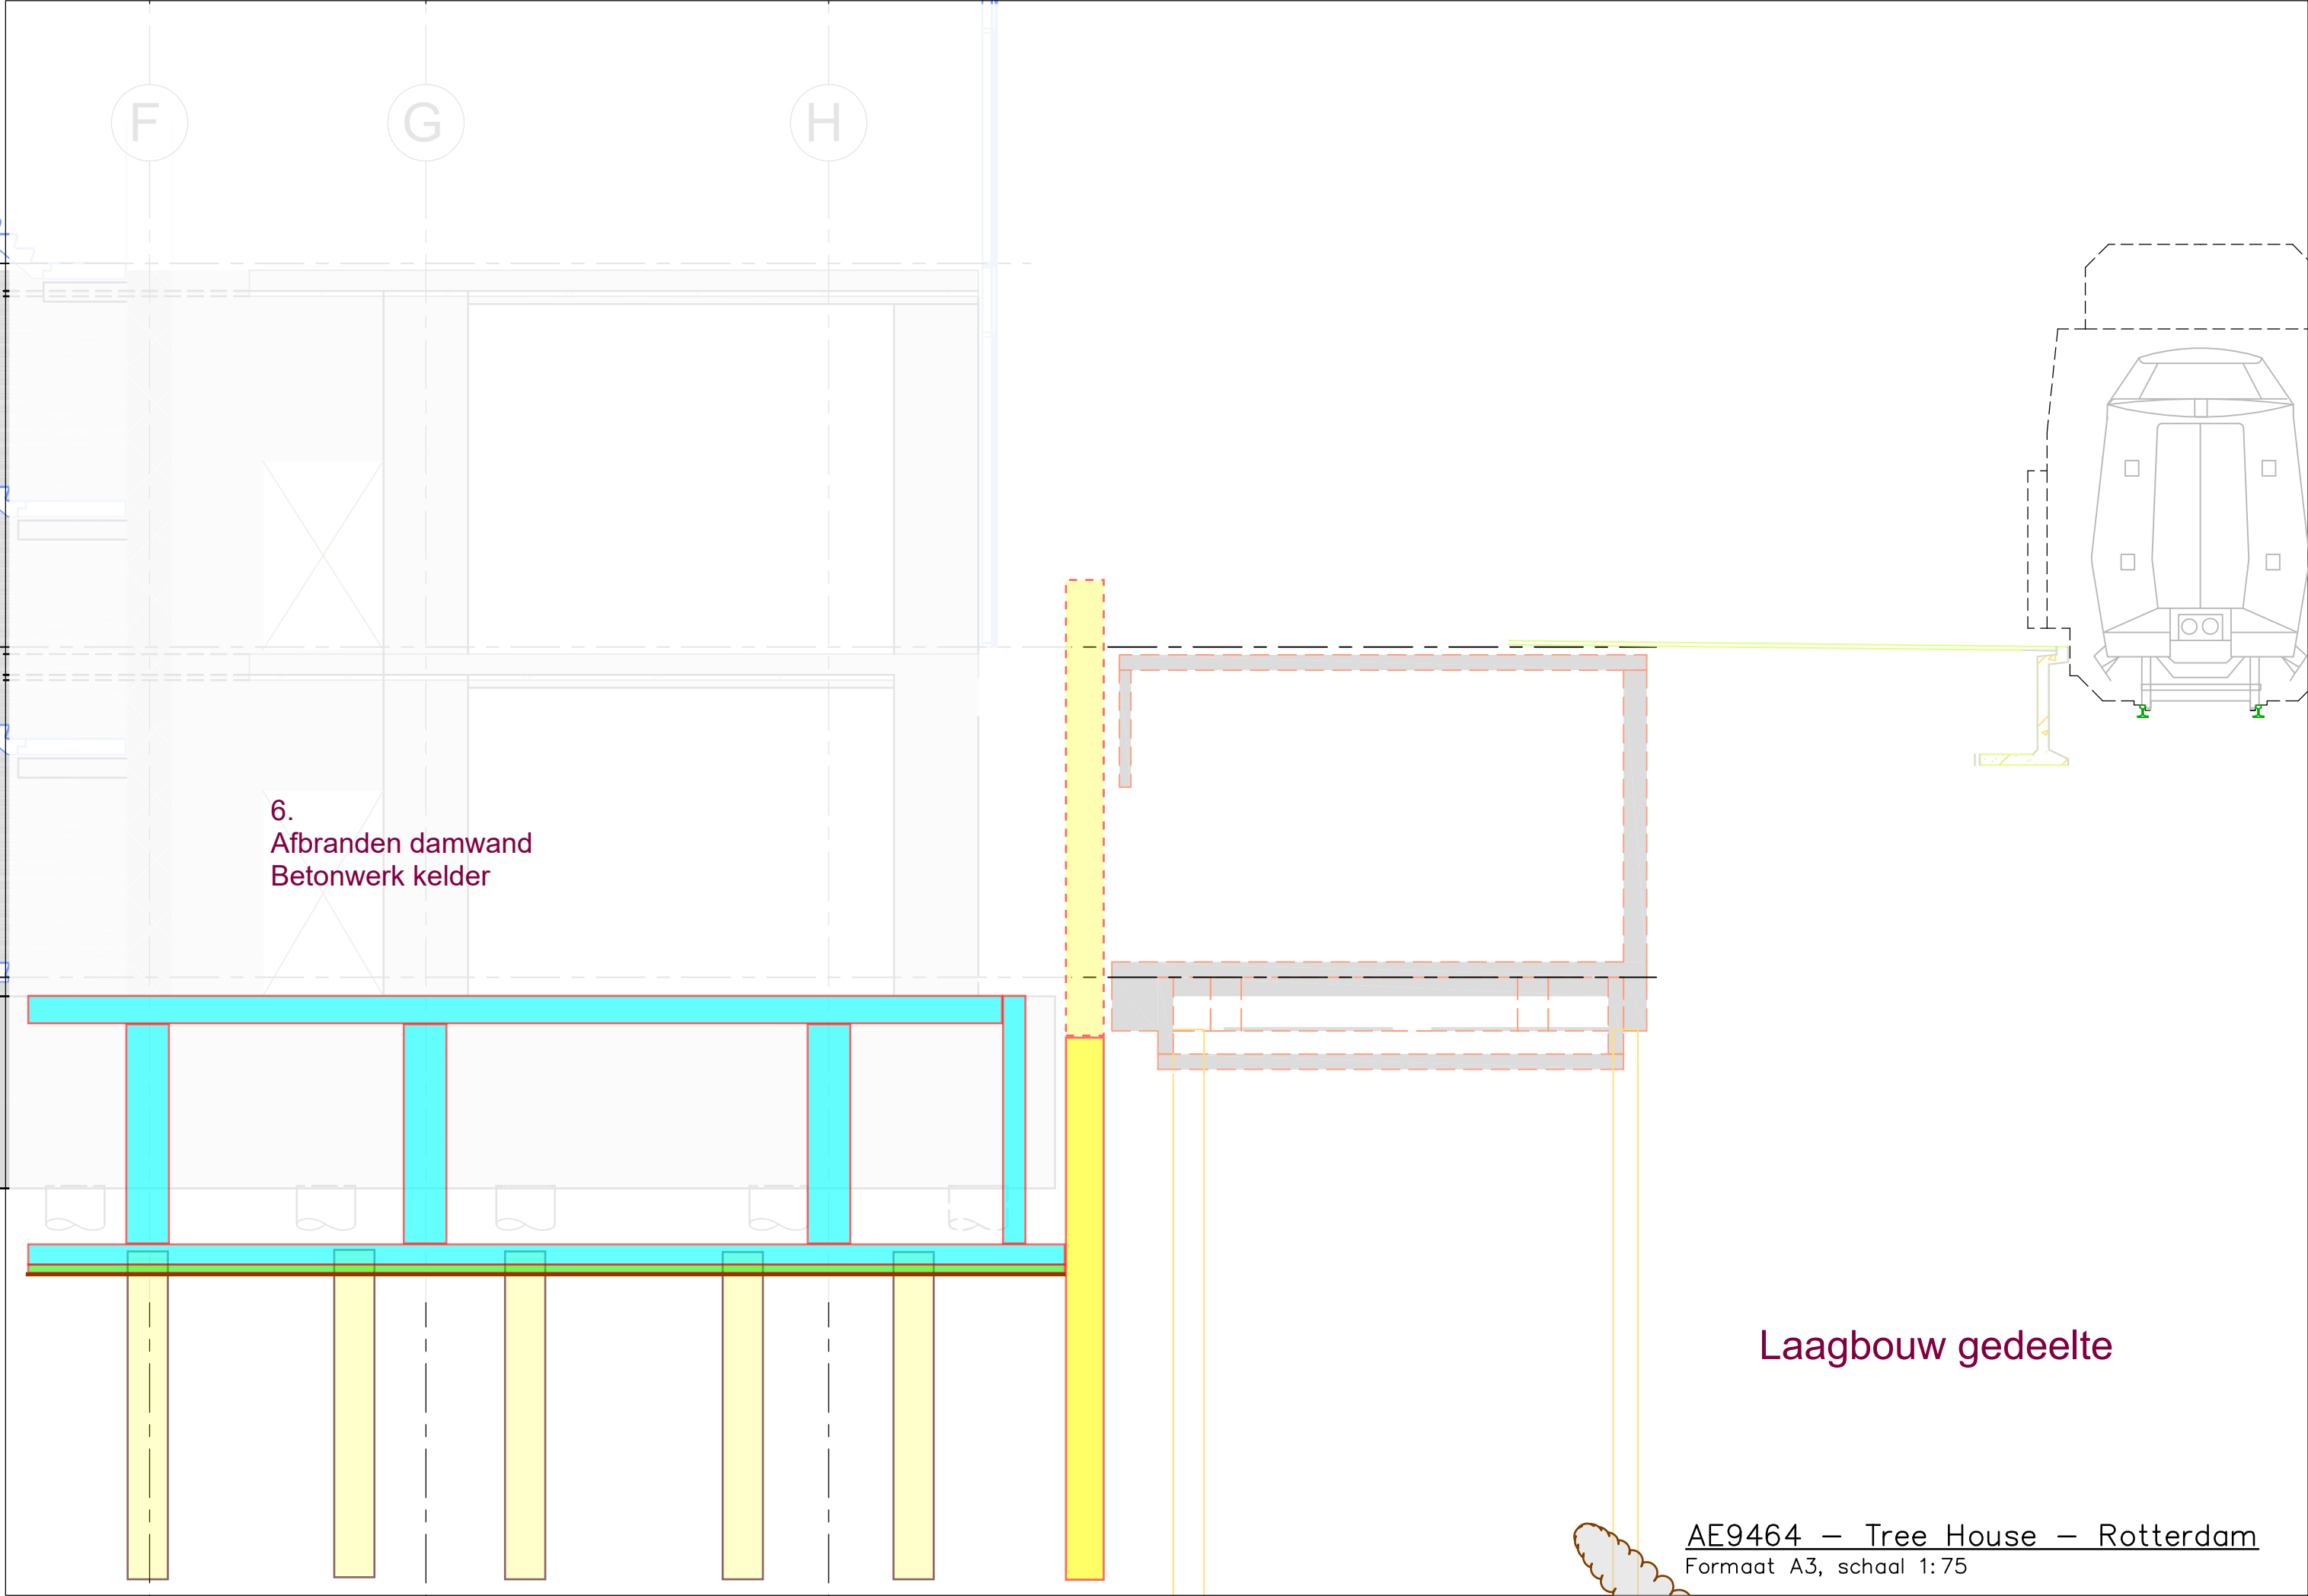 F
G
H
6.
Afbranden damwand
Betonwerk kelder
Laagbouw gedeelte
AE9464 – Tree House – Rotterdam
Formaat A3, schaal 1:75